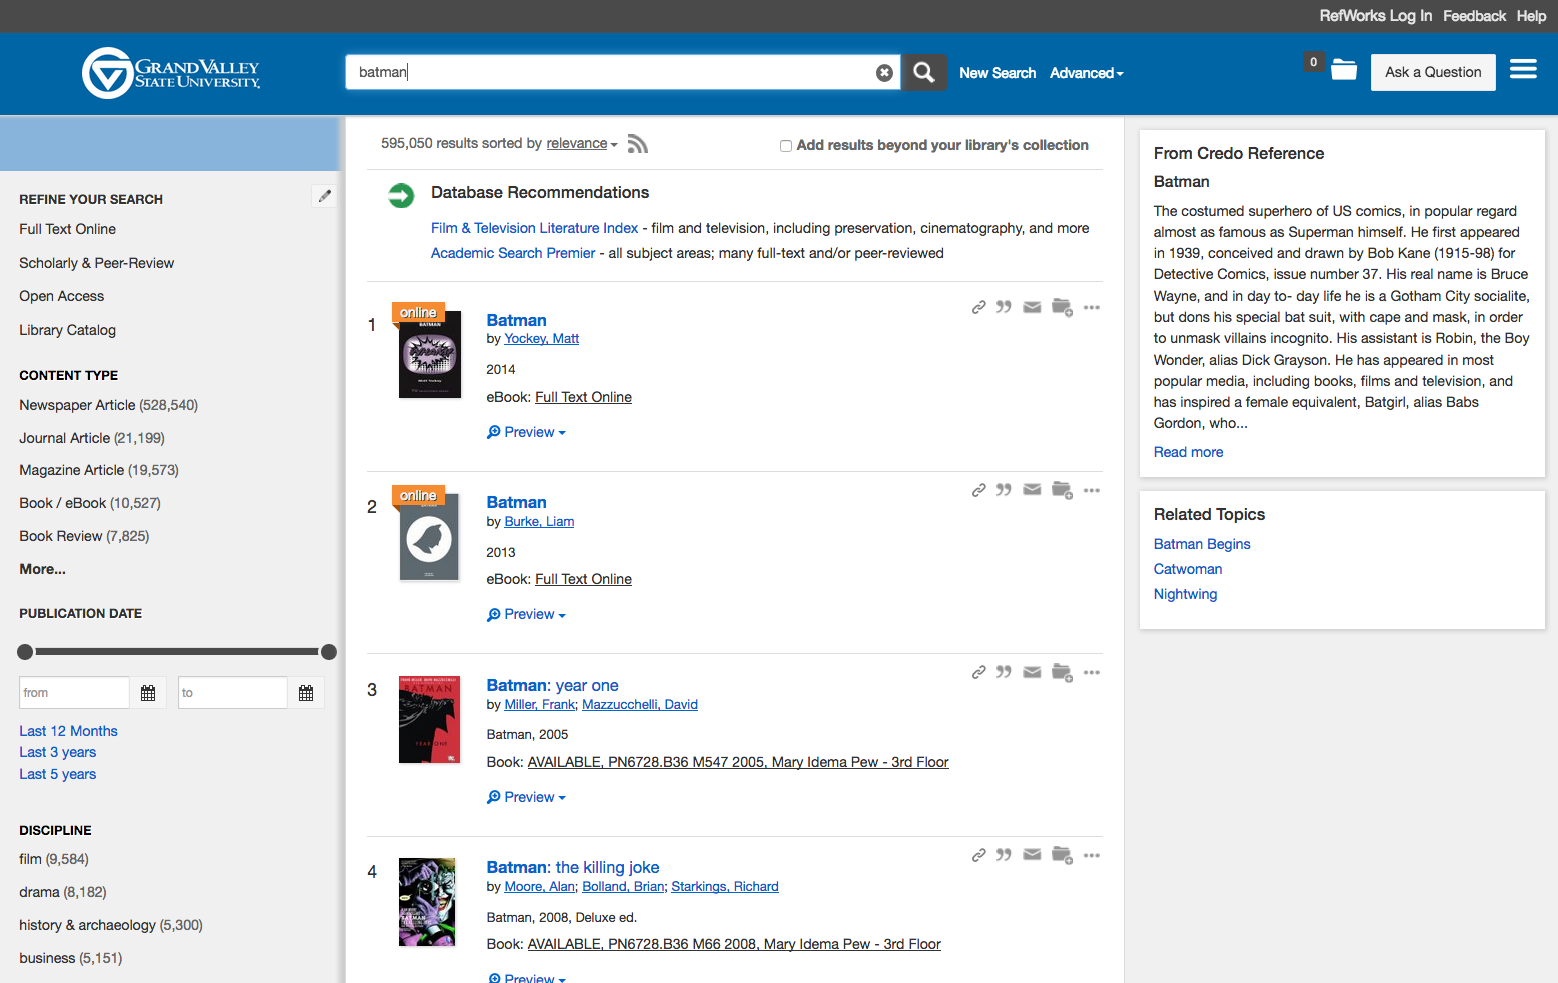 RefWorks Log In Feedback Help
GRANDVALLEY
STATE UNIVERSITY
batman
New Search Advanced
0
Ask a Question
595,050 results sorted by relevance
Add results beyond your library's collection
REFINE YOUR SEARCH
Full Text Online
Scholarly & Peer-Review
Open Access
Library Catalog
CONTENT TYPE
Newspaper Article (528,540)
Journal Article (21,199)
Magazine Article (19,573)
Book / eBook (10,527)
Book Review (7,825)
More...
PUBLICATION DATE
from
to
Last 12 Months
Last 3 years
Last 5 years
DISCIPLINE
film (9,584)
drama (8,182)
history & archaeology (5,300)
business (5,151)
Database Recommendations
Film & Television Literature Index - film and television, including preservation, cinematography, and more
Academic Search Premier - all subject areas; many full-text and/or peer-reviewed
1
online
BATMAN
Batman
by Yockey, Matt
2014
eBook: Full Text Online
Preview
2
online
Batman
by Burke, Liam
2013
eBook: Full Text Online
Preview
3
BATMAN
YEAR ONE
Batman: year one
by Miller, Frank; Mazzucchelli, David
Batman, 2005
Book: AVAILABLE, PN6728.B36 M547 2005, Mary Idema Pew - 3rd Floor
Preview
4
BATMAN
Batman: the killing joke
by Moore, Alan; Bolland, Brian; Starkings, Richard
Batman, 2008, Deluxe ed.
Book: AVAILABLE, PN6728.B36 M66 2008, Mary Idema Pew - 3rd Floor
Preview
From Credo Reference
Batman
The costumed superhero of US comics, in popular regard
almost as famous as Superman himself. He first appeared
in 1939, conceived and drawn by Bob Kane (1915-98) for
Detective Comics, issue number 37. His real name is Bruce
Wayne, and in day to- day life he is a Gotham City socialite,
but dons his special bat suit, with cape and mask, in order
to unmask villains incognito. His assistant is Robin, the Boy
Wonder, alias Dick Grayson. He has appeared in most
popular media, including books, films and television, and
has inspired a female equivalent, Batgirl, alias Babs
Gordon, who...
Read more
Related Topics
Batman Begins
Catwoman
Nightwing